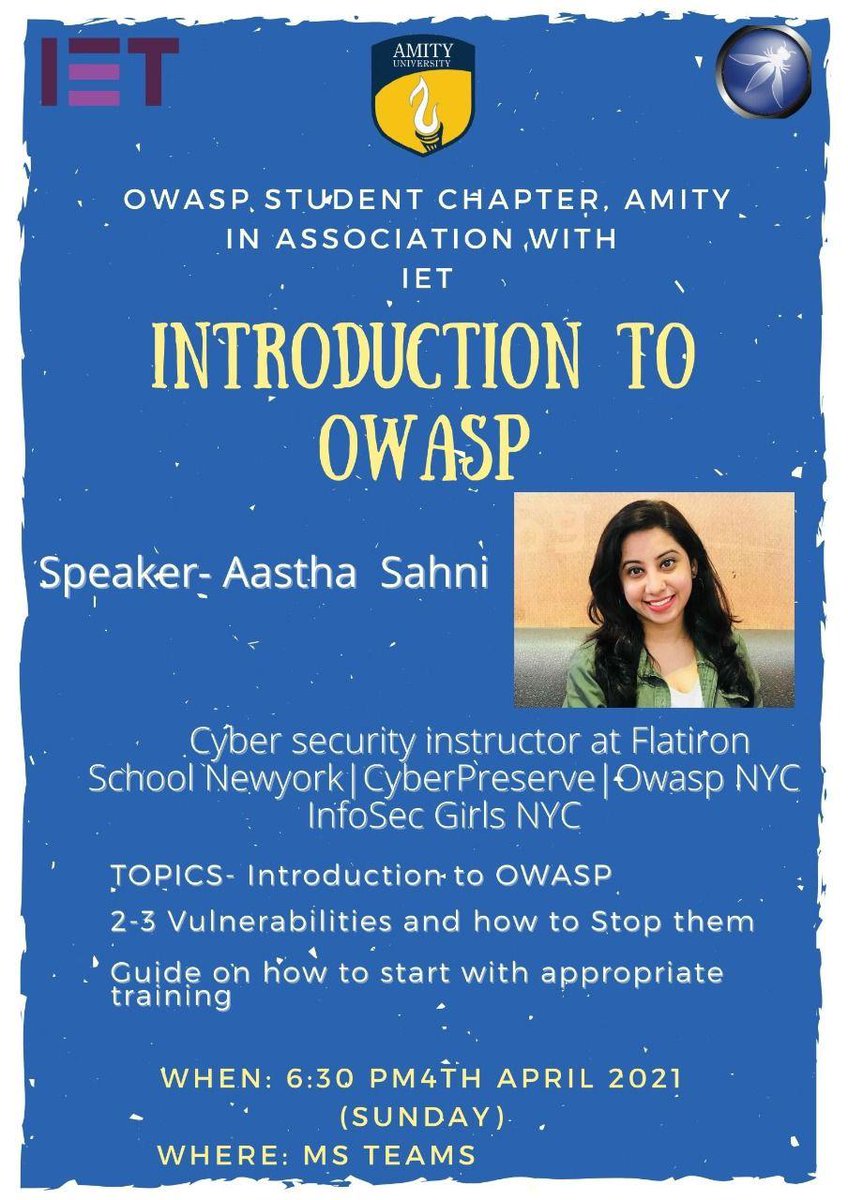 IET
AMITY
UNIVERSITY
OWASP STUDENT CHAPTER, AMITY
IN ASSOCIATION WITH
IET
INTRODUCTION TO
OWASP
Speaker- Aastha Sahni
Cyber security instructor at Flatiron
School Newyork|CyberPreserve|Owasp NYC
InfoSec Girls NYC
TOPICS- Introduction to OWASP
2-3 Vulnerabilities and how to Stop them
Guide on how to start with appropriate
training
WHEN: 6:30 PM4TH APRIL 2021
(SUNDAY)
WHERE: MS TEAMS